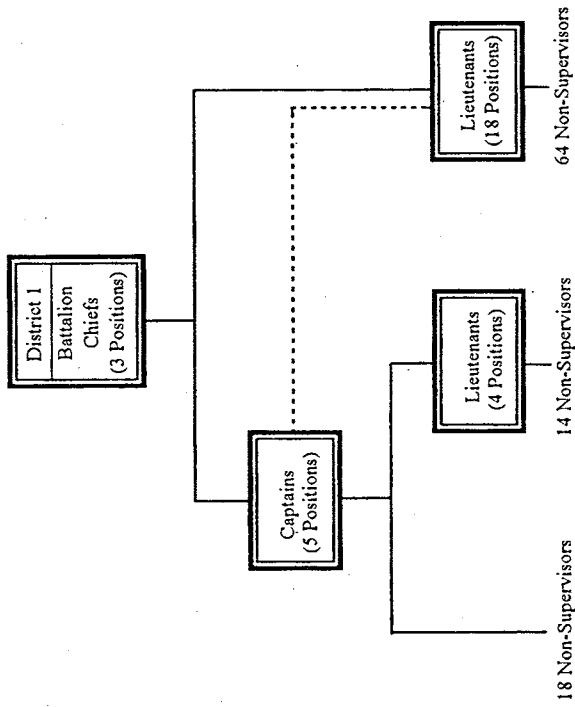 District 1
Battalion
Chiefs
(3 Positions)
Captains
(5 Positions)
Lieutenants
(18 Positions)
Lieutenants
(4 Positions)
18 Non-Supervisors
14 Non-Supervisors
64 Non-Supervisors